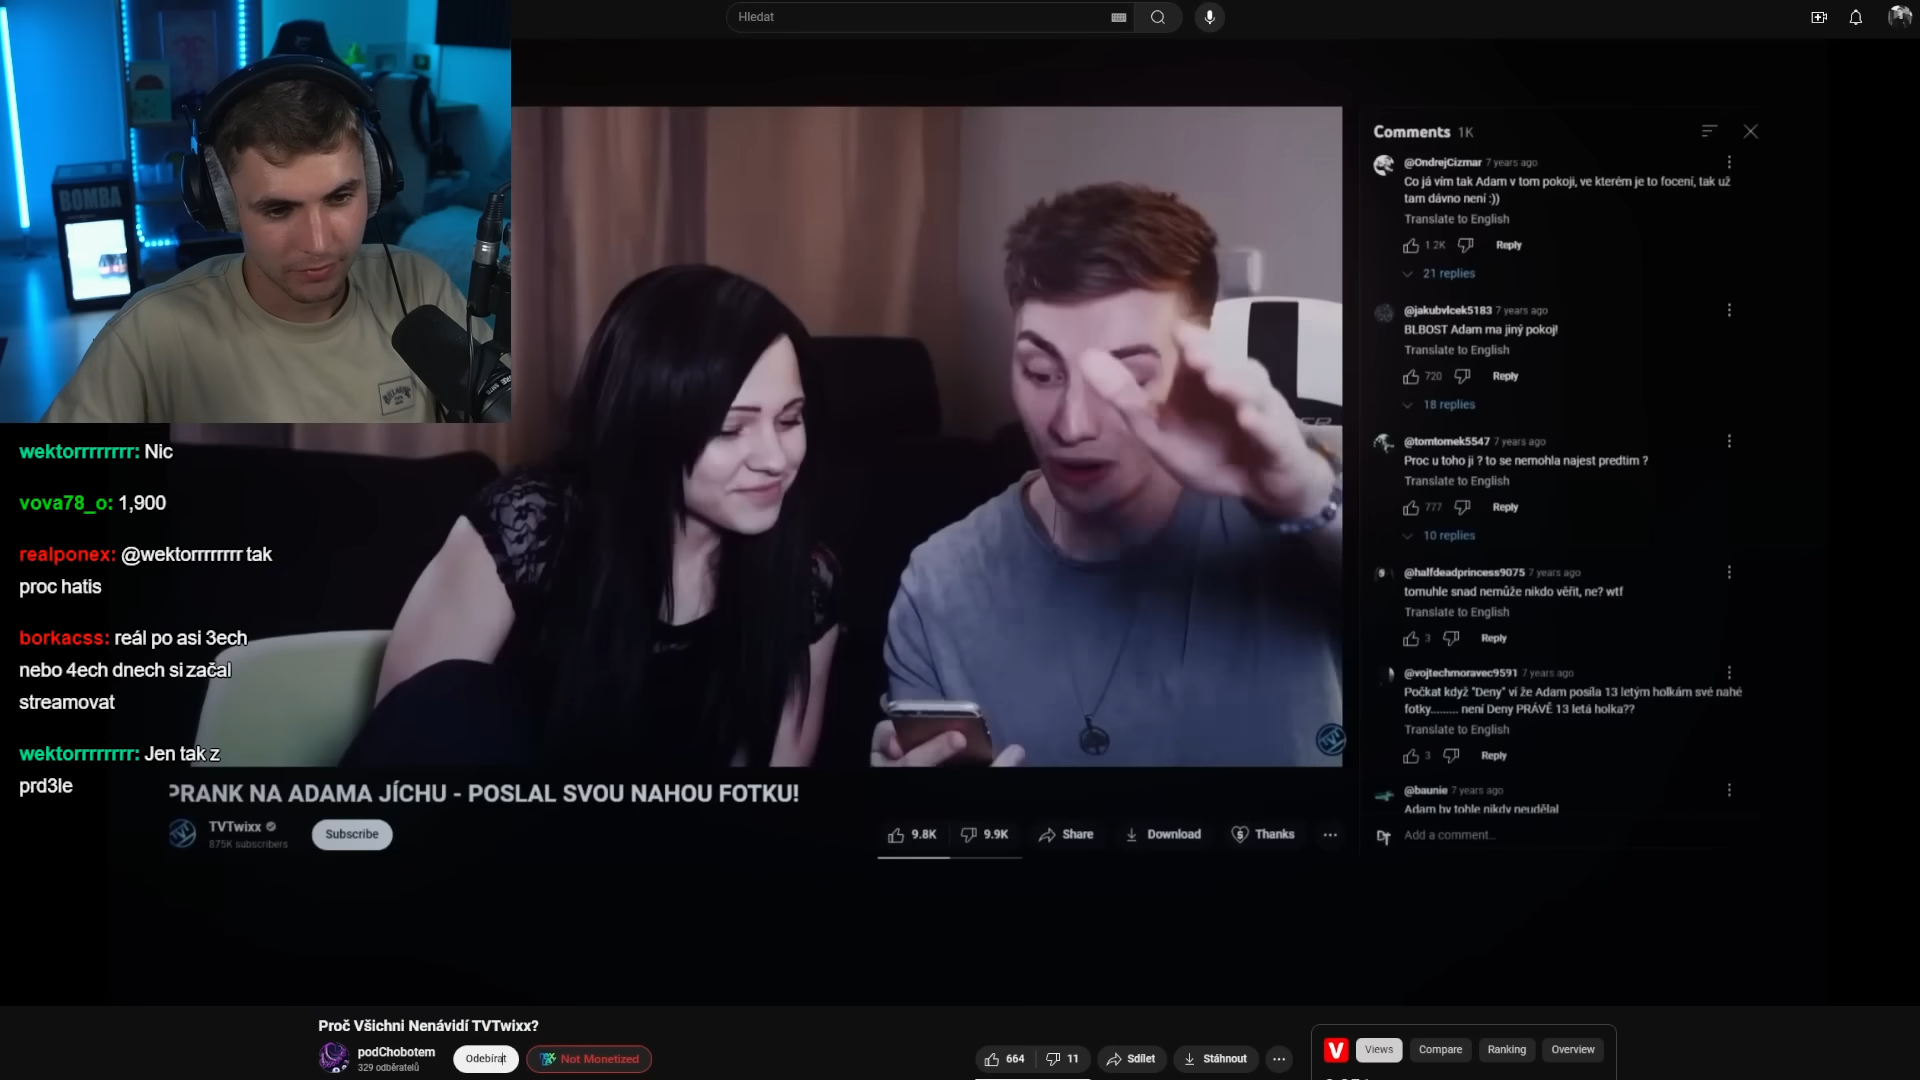 Hledat
BOMBA
Comments 1K
@OndrejCizmar 7 years ago
Co já vím tak Adam v tom pokoji, ve kterém je to focení, tak už
tam dávno není :))
Translate to English
1.2K Reply
21 replies
@jakubvlcek5183 7 years ago
BLBOST Adam ma jiný pokoj!
Translate to English
720 Reply
18 replies
@tomtomek5547 7 years ago
Proc u toho ji ? to se nemohla najest predtim ?
Translate to English
777 Reply
10 replies
@halfdeadprincess9075 7 years ago
tomuhle snad nemůže nikdo věřit, ne? wtf
Translate to English
3 Reply
@vojtechmoravec9591 7 years ago
Počkat když "Deny" ví že Adam posíla 13 letým holkám své nahé
fotky......... není Deny PRÁVĚ 13 letá holka??
Translate to English
3 Reply
@baunie 7 years ago
Adam by tohle nikdy neudělal
Add a comment...
wektorrrrrrrr: Nic
vova78_o: 1,900
realponex: @wektorrrrrrrr tak
proc hatis
borkacss: reál po asi 3ech
nebo 4ech dnech si začal
streamovat
wektorrrrrrrr: Jen tak z
prd3le
PRANK NA ADAMA JÍCHU - POSLAL SVOU NAHOU FOTKU!
TVTwixx
875K subscribers
Subscribe
9.8K 9.9K Share Download Thanks
Proč Všichni Nenávidí TVTwixx?
podChobotem
329 odběratelů
Odebírat
Not Monetized
664 11 Sdílet Stáhnout
Views Compare Ranking Overview